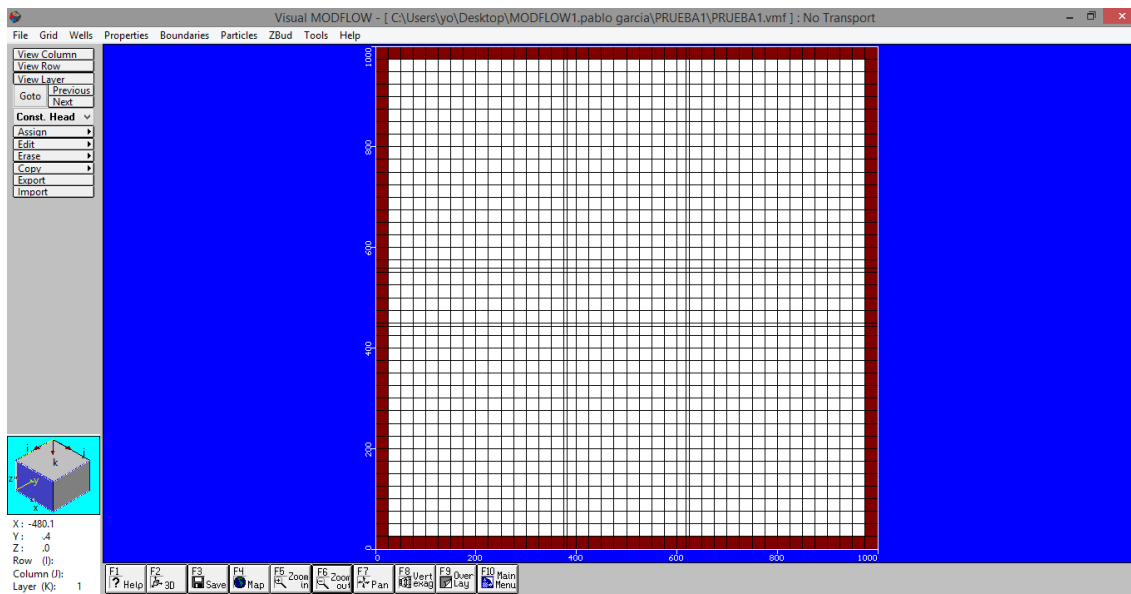 Visual MODFLOW - [ C:\Users\yo\Desktop\MODFLOW1.pablo garcia\PRUEBA1\PRUEBA1.vmf ] : No Transport
File Grid Wells Properties Boundaries Particles ZBud Tools Help
View Column
View Row
View Layer
Goto Previous
Next
Const. Head
Assign
Edit
Erase
Copy
Export
Import
1000
800
600
400
200
0
0 200 400 600 800 1000
i j
k
z
y
x
X : -480.1
Y : .4
Z : .0
Row (I):
Column (J):
Layer (K): 1
F1 ? Help
F2 3D
F3 Save
F4 Map
F5 Zoom in
F6 Zoom out
F7 Pan
F8 Vert exag
F9 Over Lay
F10 Main Menu